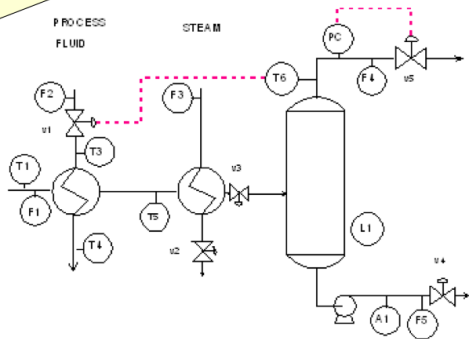 PROCESS
FLUID
STEAM
PC
T6
F4
v5
F2
F3
v1
T3
T1
F1
T5
v3
T4
v2
L1
v4
A1
F5